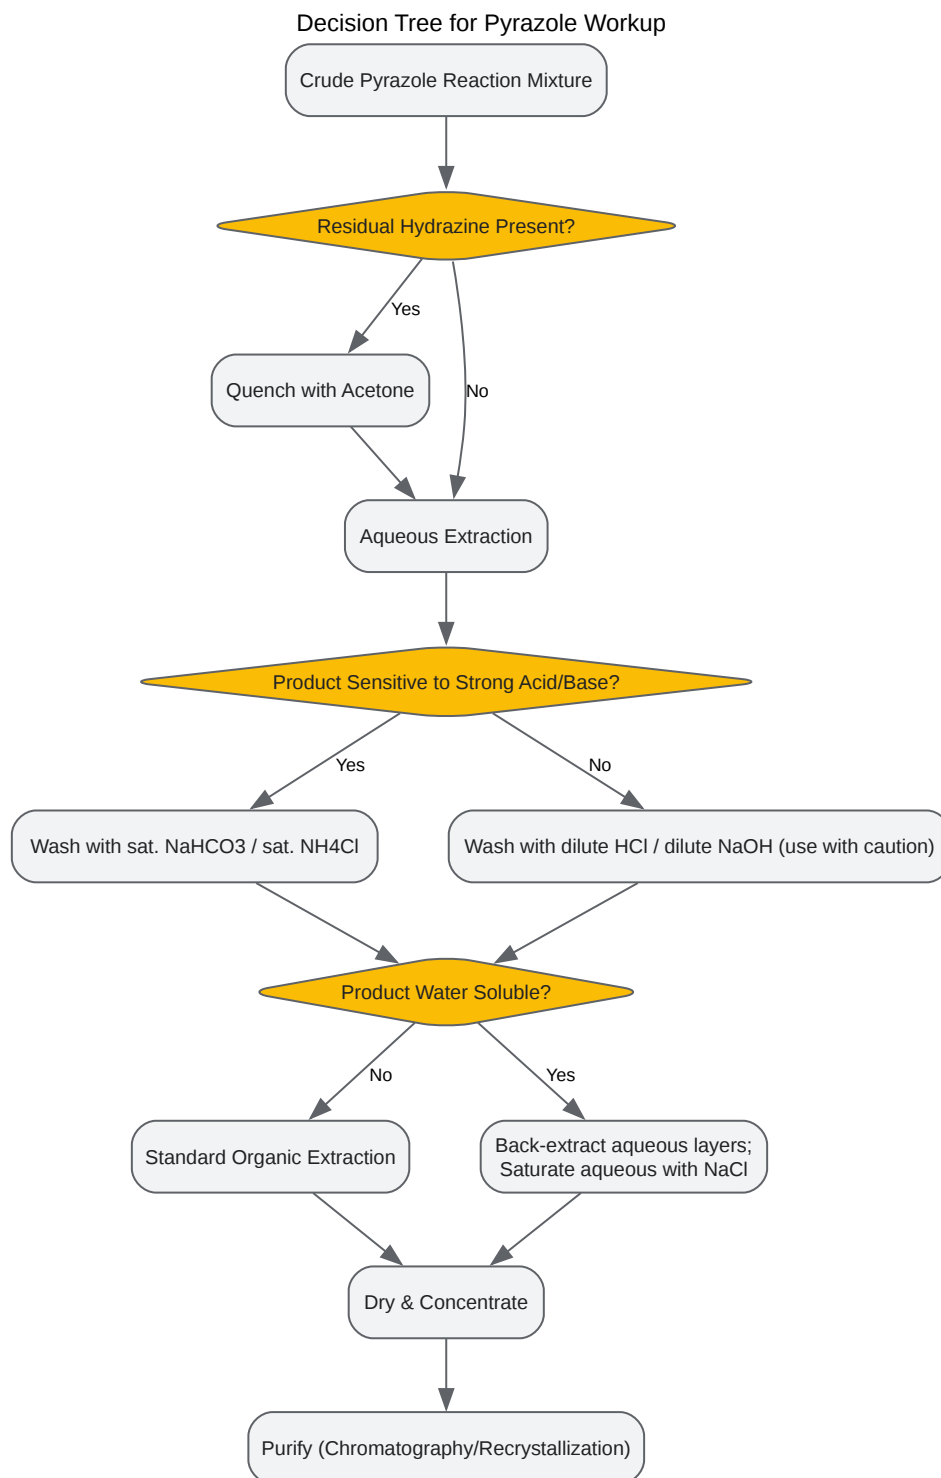 Decision Tree for Pyrazole Workup
Crude Pyrazole Reaction Mixture
Residual Hydrazine Present?
Yes
Quench with Acetone
No
Aqueous Extraction
Product Sensitive to Strong Acid/Base?
Yes
No
Wash with sat. NaHCO3 / sat. NH4Cl
Wash with dilute HCl / dilute NaOH (use with caution)
Product Water Soluble?
No
Yes
Standard Organic Extraction
Back-extract aqueous layers;
Saturate aqueous with NaCl
Dry & Concentrate
Purify (Chromatography/Recrystallization)